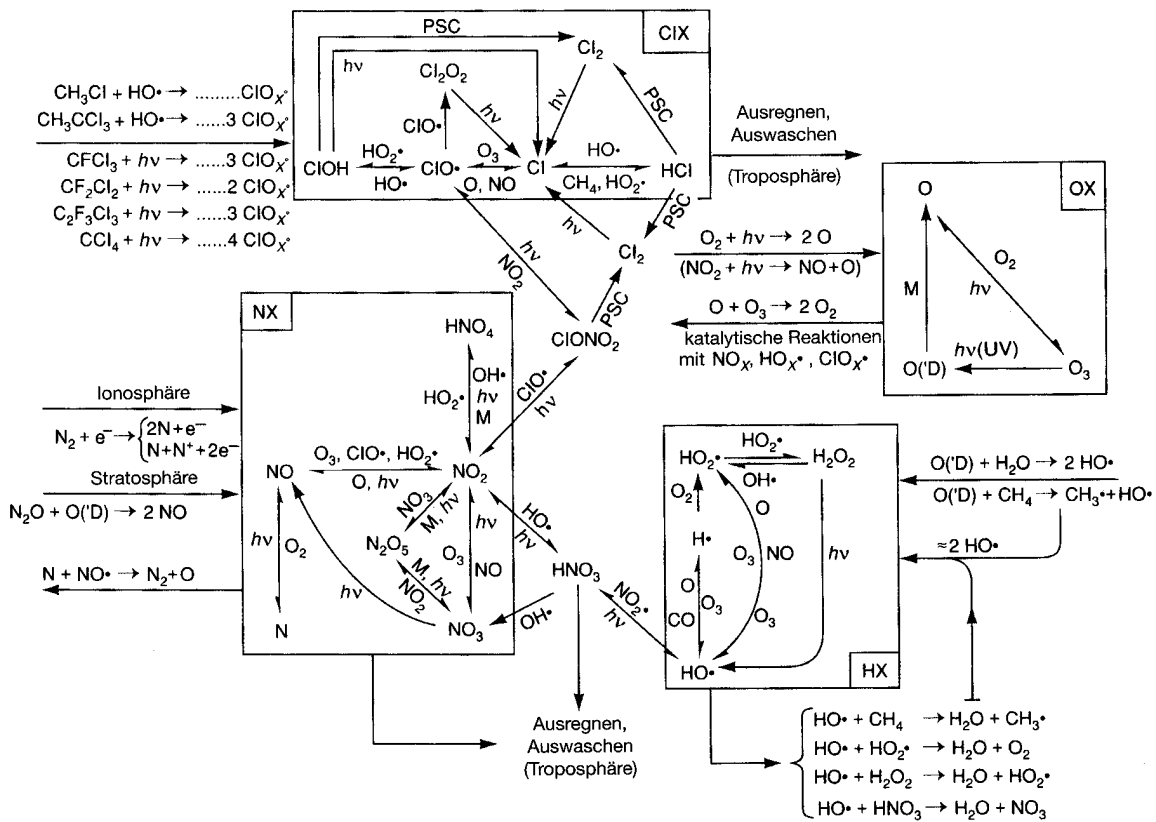 PSC
ClX
Cl₂
hν
Cl₂O₂
hν
hν
PSC
ClO•
CH₃Cl + HO• → ........ClOₓ•
CH₃CCl₃ + HO• → ......3 ClOₓ•
CFCl₃ + hν → ......3 ClOₓ•
CF₂Cl₂ + hν → ......2 ClOₓ•
C₂F₃Cl₃ + hν → ......3 ClOₓ•
CCl₄ + hν → ......4 ClOₓ•
HO₂•
O₃
HO•
ClOH
ClO•
Cl
HCl
HO•
O, NO
CH₄, HO₂•
Ausregnen,
Auswaschen
(Troposphäre)
PSC
hν
Cl₂
hν
NO₂
PSC
ClONO₂
O₂ + hν → 2 O
(NO₂ + hν → NO + O)
O + O₃ → 2 O₂
katalytische Reaktionen
mit NOₓ, HOₓ• , ClOₓ•
OX
O
O₂
M
hν
hν(UV)
O('D)
O₃
NX
HNO₄
OH•
HO₂•
hν
M
ClO•
hν
Ionosphäre
N₂ + e⁻ → { 2N + e⁻
N + N⁺ + 2e⁻
Stratosphäre
N₂O + O('D) → 2 NO
N + NO• → N₂ + O
O₃, ClO•, HO₂•
NO
NO₂
O, hν
NO₃
M, hν
hν
HO•
hν
hν
O₂
N₂O₅
O₃
NO
M, hν
NO₂
HNO₃
hν
N
NO₃
OH•
NO₂•
hν
Ausregnen,
Auswaschen
(Troposphäre)
HO₂•
HO₂•
H₂O₂
OH•
O₂
O
H•
O₃
NO
hν
O
CO
O₃
O₃
HO•
HX
O('D) + H₂O → 2 HO•
O('D) + CH₄ → CH₃• + HO•
≈2 HO•
HO• + CH₄ → H₂O + CH₃•
HO• + HO₂• → H₂O + O₂
HO• + H₂O₂ → H₂O + HO₂•
HO• + HNO₃ → H₂O + NO₃